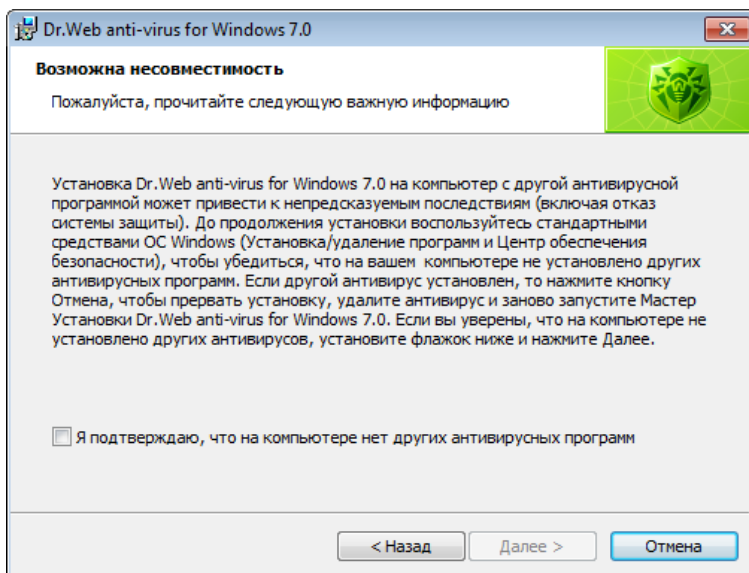 Dr.Web anti-virus for Windows 7.0
Возможна несовместимость
Пожалуйста, прочитайте следующую важную информацию
Установка Dr.Web anti-virus for Windows 7.0 на компьютер с другой антивирусной
программой может привести к непредсказуемым последствиям (включая отказ
системы защиты). До продолжения установки воспользуйтесь стандартными
средствами ОС Windows (Установка/удаление программ и Центр обеспечения
безопасности), чтобы убедиться, что на вашем компьютере не установлено других
антивирусных программ. Если другой антивирус установлен, то нажмите кнопку
Отмена, чтобы прервать установку, удалите антивирус и заново запустите Мастер
Установки Dr.Web anti-virus for Windows 7.0. Если вы уверены, что на компьютере не
установлено других антивирусов, установите флажок ниже и нажмите Далее.
Я подтверждаю, что на компьютере нет других антивирусных программ
< Назад Далее > Отмена